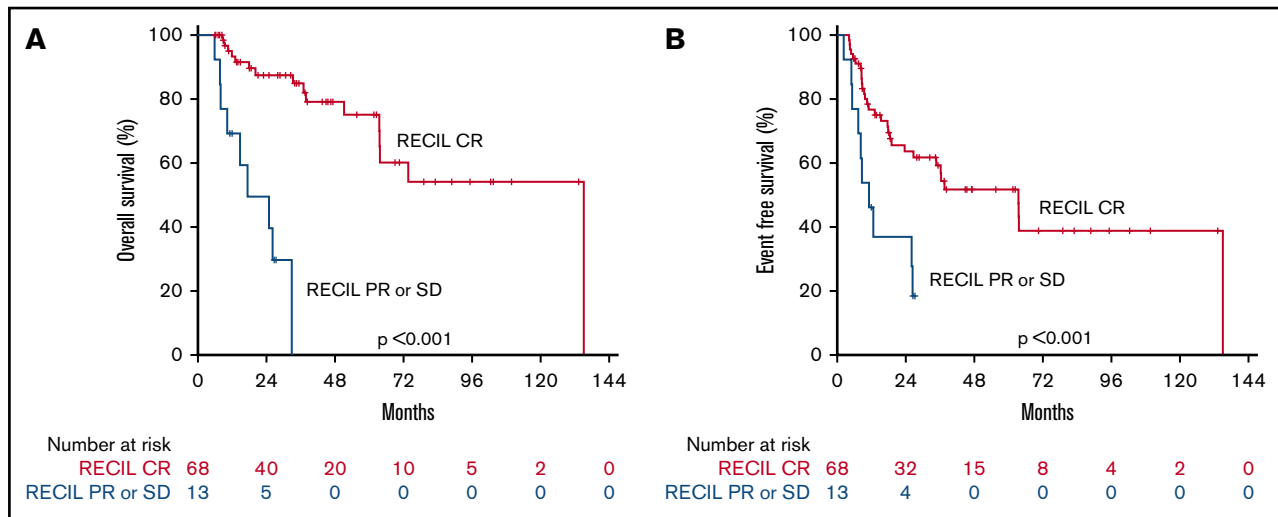 A
Overall survival (%)
100
80
60
40
20
0
RECIL CR
RECIL PR or SD
p <0.001
0 24 48 72 96 120 144
Months
Number at risk
RECIL CR 68 40 20 10 5 2 0
RECIL PR or SD 13 5 0 0 0 0 0
B
Event free survival (%)
100
80
60
40
20
0
RECIL CR
RECIL PR or SD
p <0.001
0 24 48 72 96 120 144
Months
Number at risk
RECIL CR 68 32 15 8 4 2 0
RECIL PR or SD 13 4 0 0 0 0 0